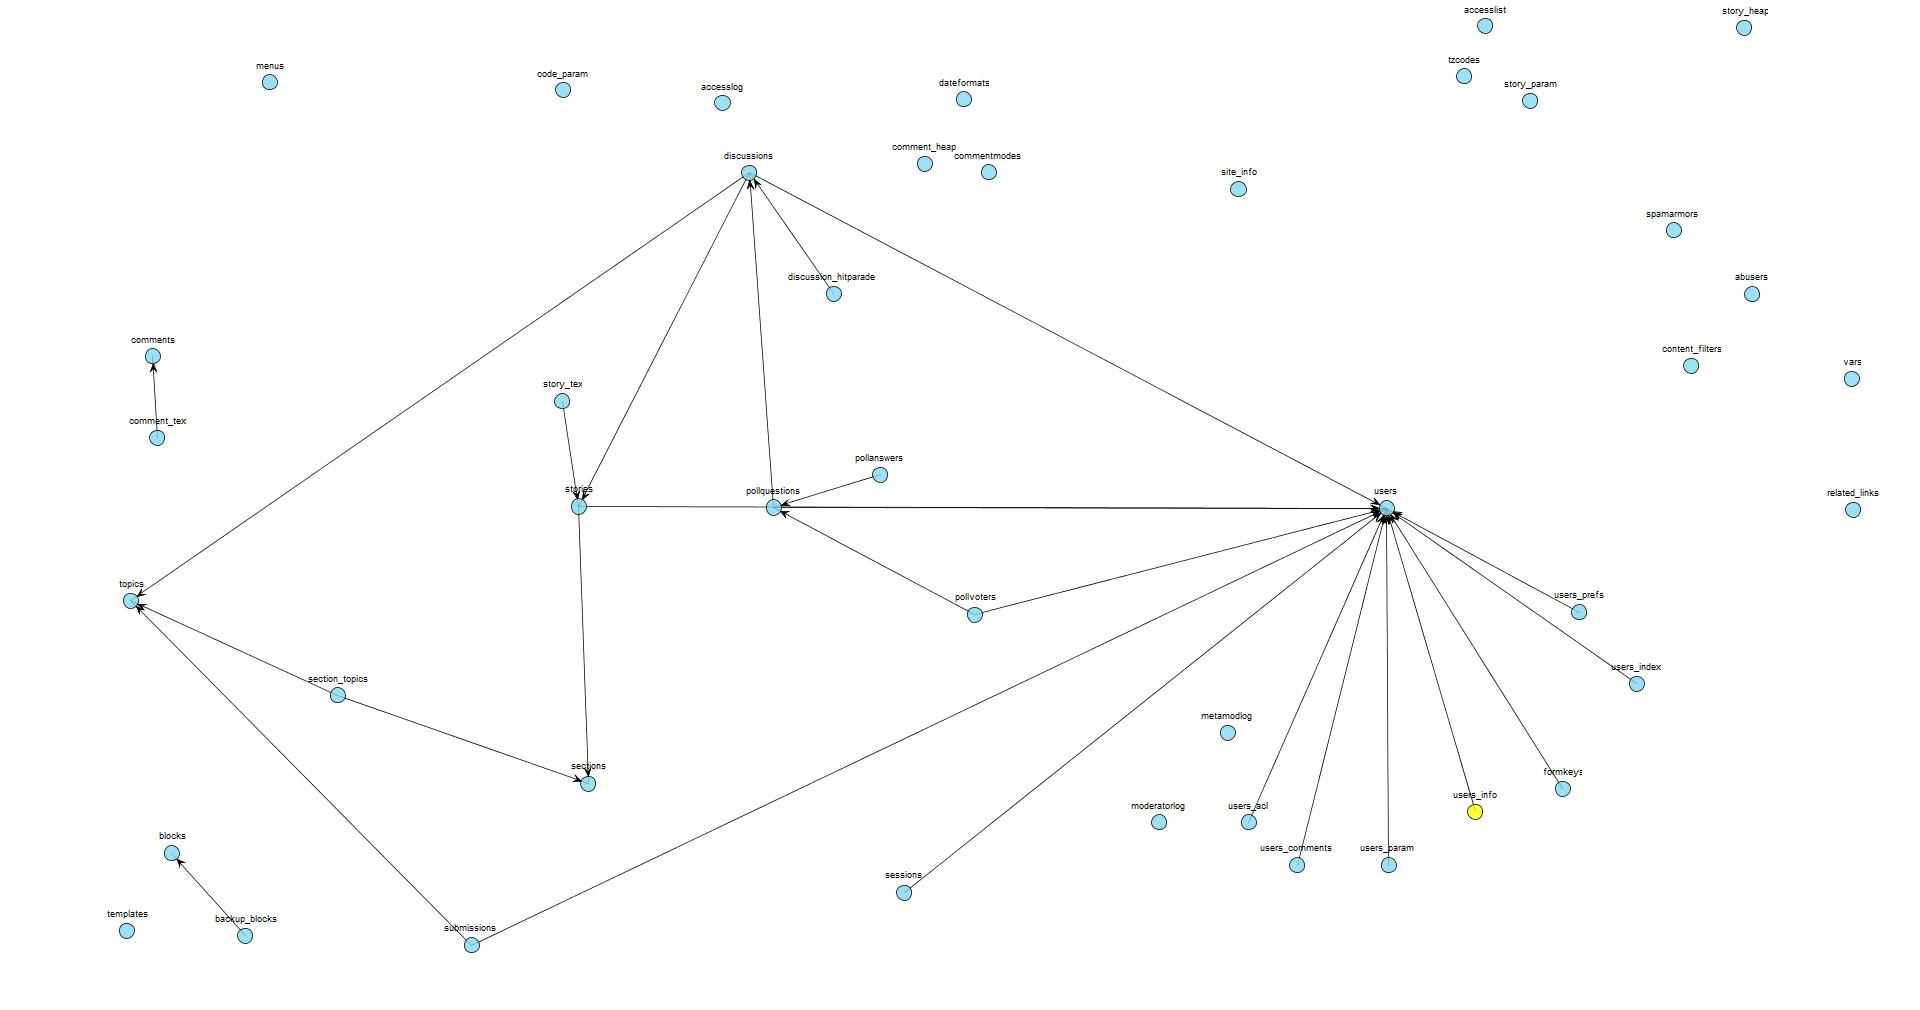 accesslist
story_heap
tzcodes
menus
code_param
story_param
accesslog
dateformats
comment_heap
commentmodes
discussions
site_info
spamarmors
discussion_hitparade
abusers
comments
content_filters
vars
story_tex
comment_tex
pollanswers
stories
pollquestions
users
related_links
topics
pollvoters
users_prefs
section_topics
users_index
metamodlog
sections
formkeys
users_info
moderatorlog
users_acl
blocks
users_comments
users_param
sessions
templates
backup_blocks
submissions